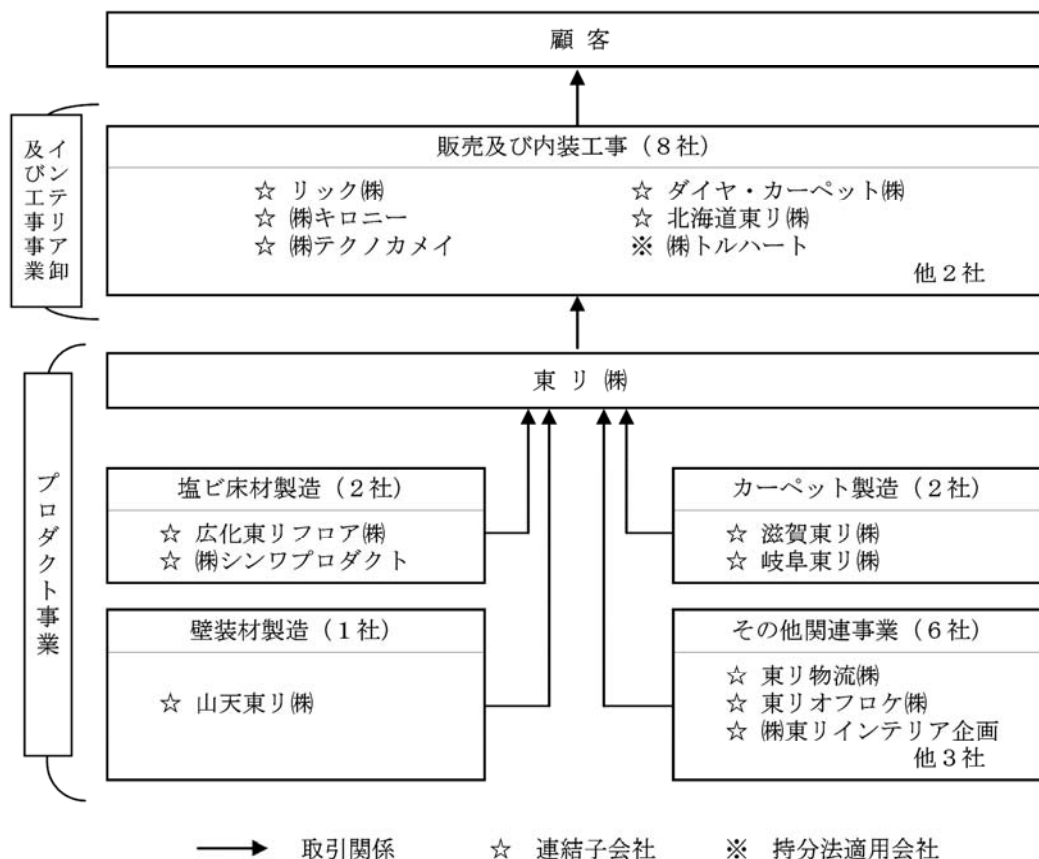 顧 客
インテリア卸
及び工事事業
販売及び内装工事（８社）
☆ リック㈱
☆ ㈱キロニー
☆ ㈱テクノカメイ
☆ ダイヤ・カーペット㈱
☆ 北海道東リ㈱
※ ㈱トルハート
他２社
プロダクト事業
東 リ ㈱
塩ビ床材製造（２社）
☆ 広化東リフロア㈱
☆ ㈱シンワプロダクト
カーペット製造（２社）
☆ 滋賀東リ㈱
☆ 岐阜東リ㈱
壁装材製造（１社）
☆ 山天東リ㈱
その他関連事業（６社）
☆ 東リ物流㈱
☆ 東リオフロケ㈱
☆ ㈱東リインテリア企画
他３社
取引関係 ☆ 連結子会社 ※ 持分法適用会社